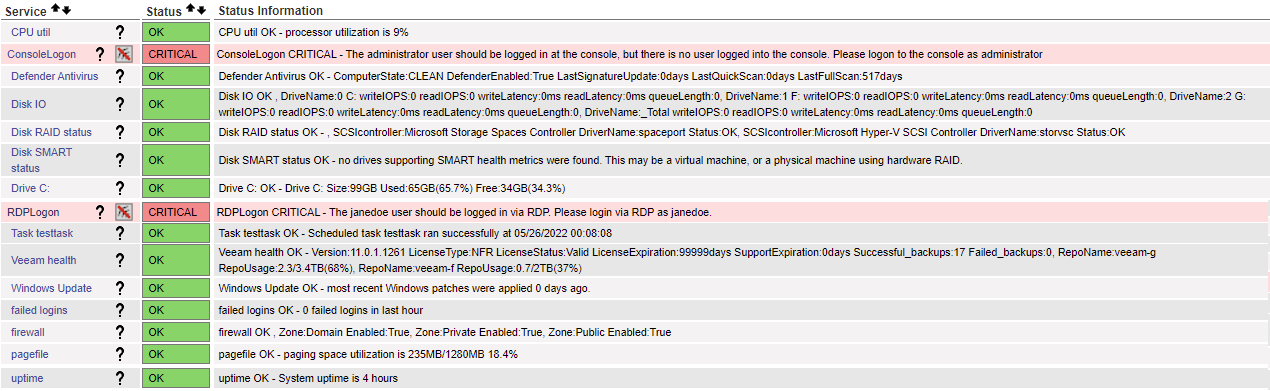 Service Status Status Information
CPU util ? OK CPU util OK - processor utilization is 9%
ConsoleLogon ? CRITICAL ConsoleLogon CRITICAL - The administrator user should be logged in at the console, but there is no user logged into the console. Please logon to the console as administrator
Defender Antivirus ? OK Defender Antivirus OK - ComputerState:CLEAN DefenderEnabled:True LastSignatureUpdate:0days LastQuickScan:0days LastFullScan:517days
Disk IO ? OK Disk IO OK , DriveName:0 C: writeIOPS:0 readIOPS:0 writeLatency:0ms readLatency:0ms queueLength:0, DriveName:1 F: writeIOPS:0 readIOPS:0 writeLatency:0ms readLatency:0ms queueLength:0, DriveName:2 G:
writeIOPS:0 readIOPS:0 writeLatency:0ms readLatency:0ms queueLength:0, DriveName:_Total writeIOPS:0 readIOPS:0 writeLatency:0ms readLatency:0ms queueLength:0
Disk RAID status ? OK Disk RAID status OK - , SCSIcontroller:Microsoft Storage Spaces Controller DriverName:spaceport Status:OK, SCSIcontroller:Microsoft Hyper-V SCSI Controller DriverName:storvsc Status:OK
Disk SMART
status ? OK Disk SMART status OK - no drives supporting SMART health metrics were found. This may be a virtual machine, or a physical machine using hardware RAID.
Drive C: ? OK Drive C: OK - Drive C: Size:99GB Used:65GB(65.7%) Free:34GB(34.3%)
RDPLogon ? CRITICAL RDPLogon CRITICAL - The janedoe user should be logged in via RDP. Please login via RDP as janedoe.
Task testtask ? OK Task testtask OK - Scheduled task testtask ran successfully at 05/26/2022 00:08:08
Veeam health ? OK Veeam health OK - Version:11.0.1.1261 LicenseType:NFR LicenseStatus:Valid LicenseExpiration:99999days SupportExpiration:0days Successful_backups:17 Failed_backups:0, RepoName:veeam-g
RepoUsage:2.3/3.4TB(68%), RepoName:veeam-f RepoUsage:0.7/2TB(37%)
Windows Update ? OK Windows Update OK - most recent Windows patches were applied 0 days ago.
failed logins ? OK failed logins OK - 0 failed logins in last hour
firewall ? OK firewall OK , Zone:Domain Enabled:True, Zone:Private Enabled:True, Zone:Public Enabled:True
pagefile ? OK pagefile OK - paging space utilization is 235MB/1280MB 18.4%
uptime ? OK uptime OK - System uptime is 4 hours